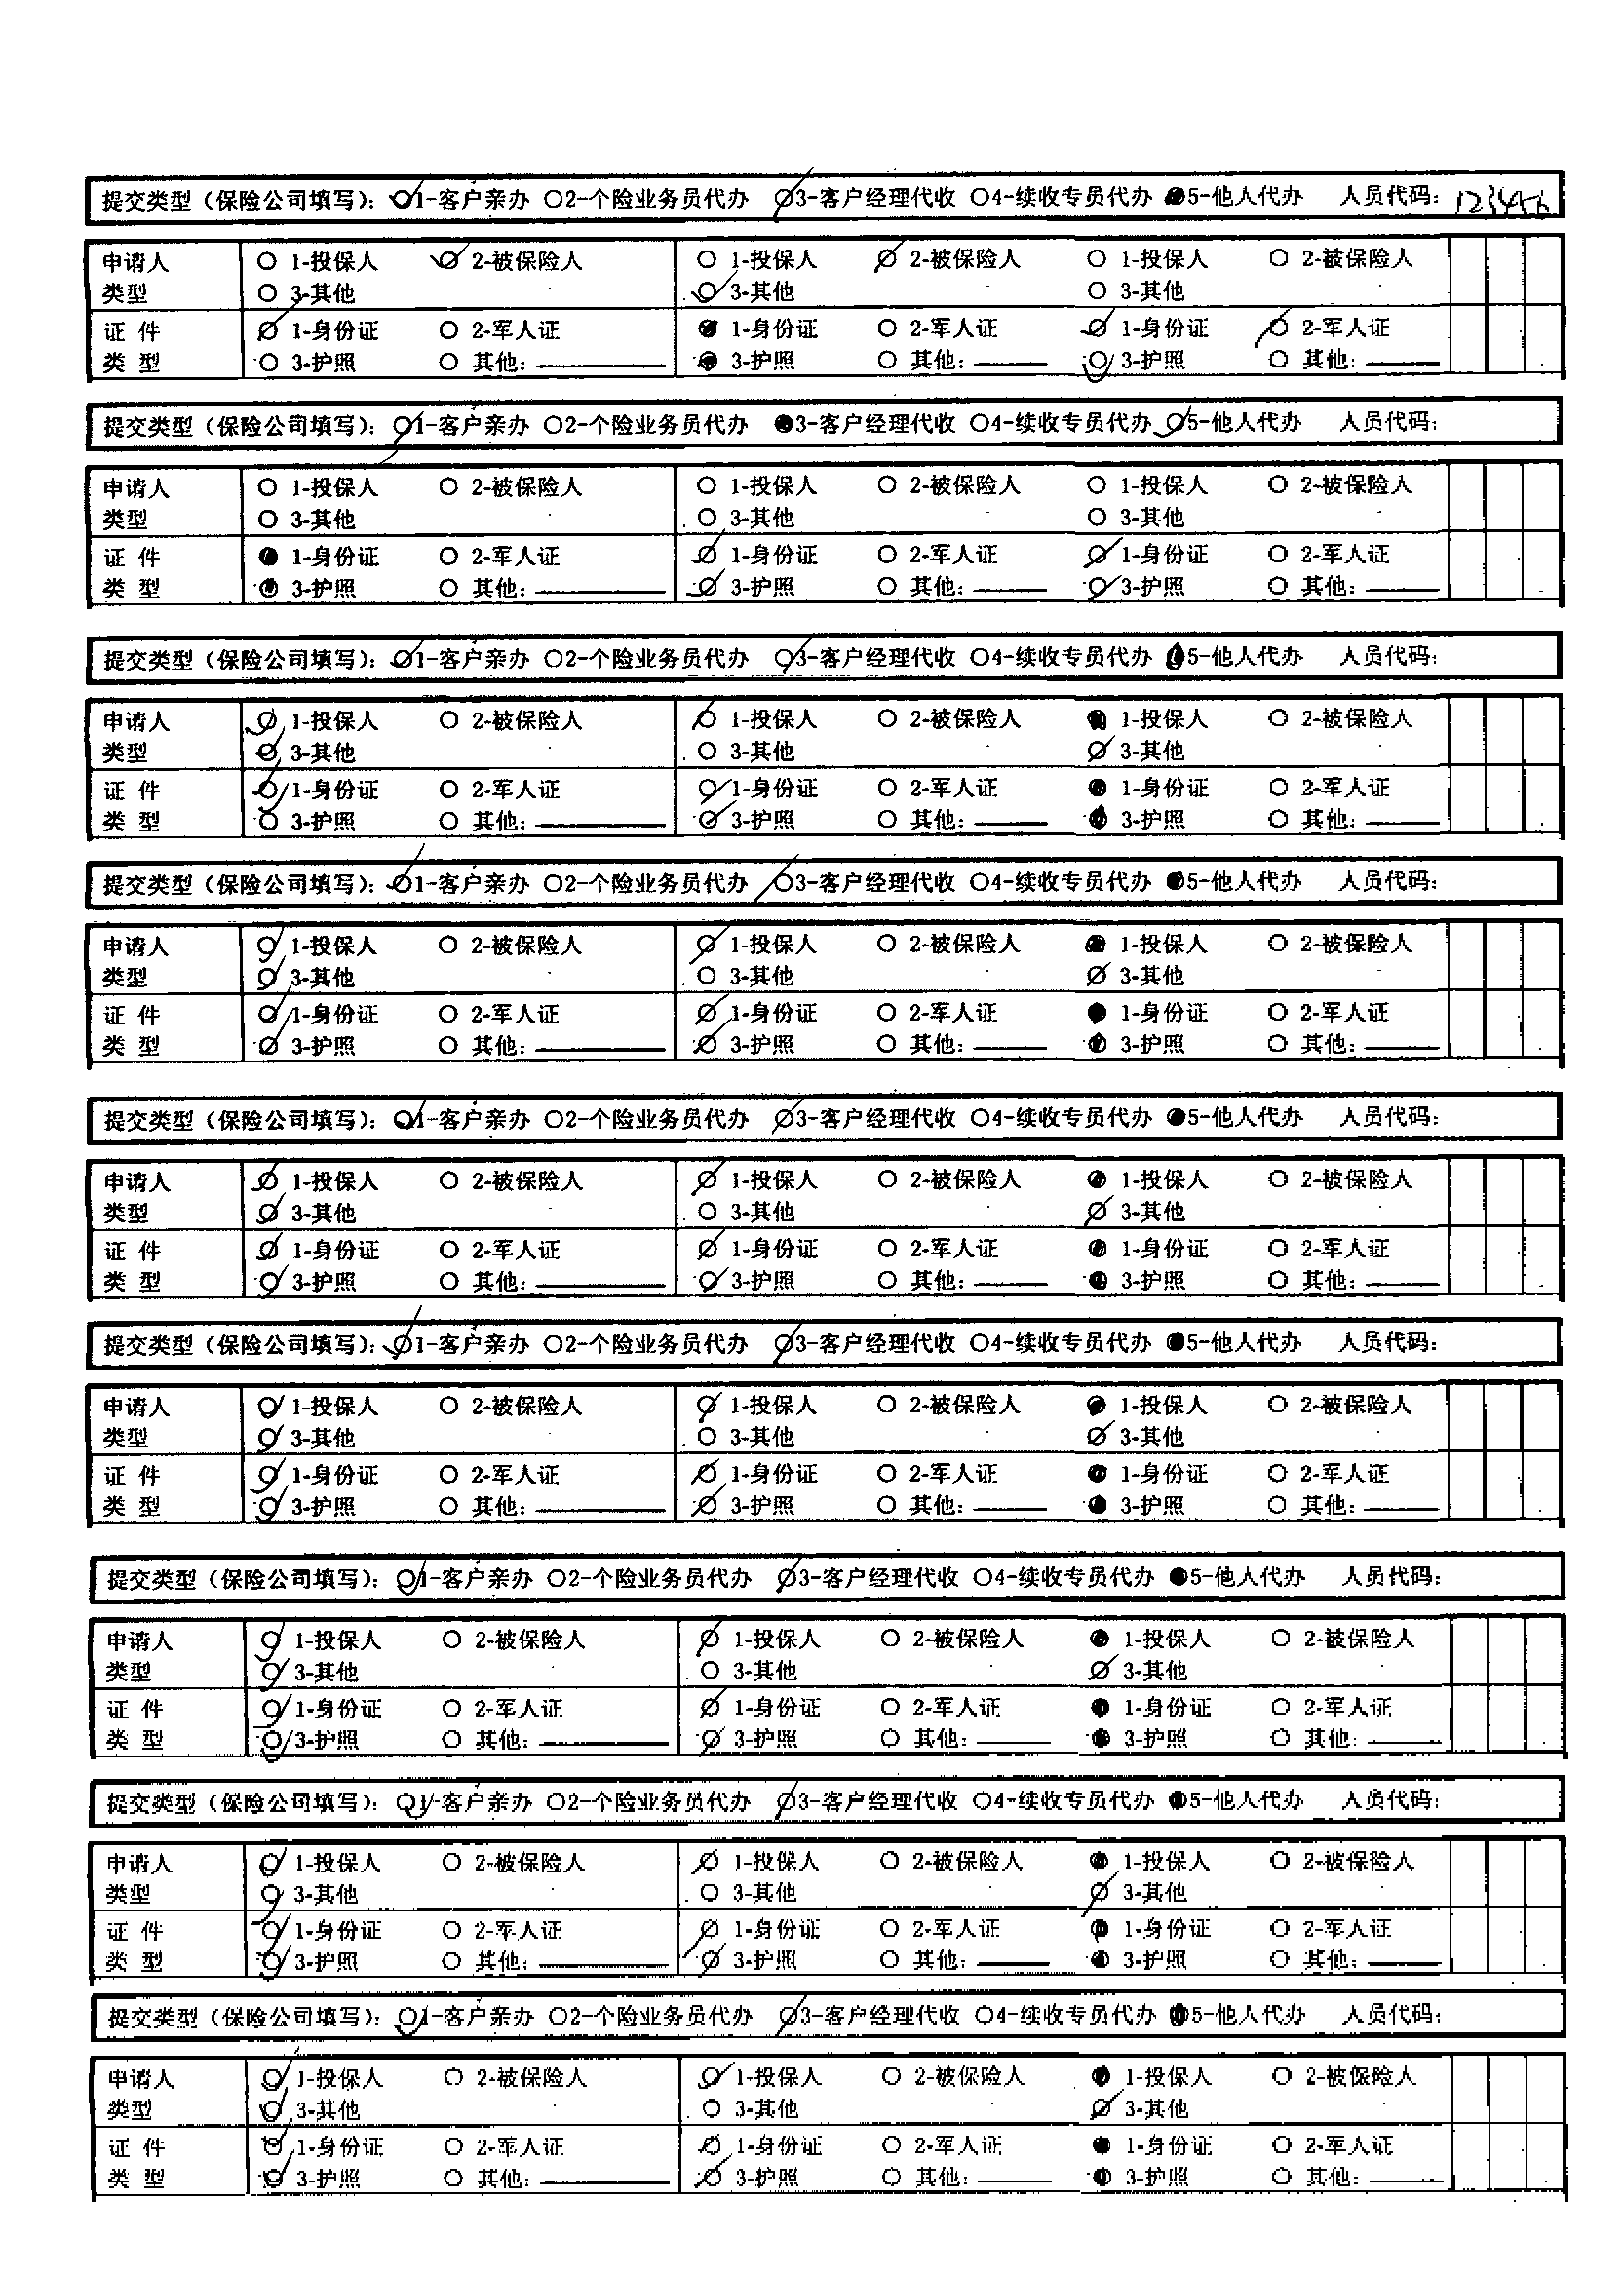 提交类型（保险公司填写）： 1-客户亲办 2-个险业务员代办 3-客户经理代收 4-续收专员代办 5-他人代办 人员代码：123456
申请人 1-投保人 2-被保险人 1-投保人 2-被保险人 1-投保人 2-被保险人
类型 3-其他 3-其他 3-其他
证 件 1-身份证 2-军人证 1-身份证 2-军人证 1-身份证 2-军人证
类 型 3-护照 其他： 3-护照 其他： 3-护照 其他：
提交类型（保险公司填写）： 1-客户亲办 2-个险业务员代办 3-客户经理代收 4-续收专员代办 5-他人代办 人员代码：
申请人 1-投保人 2-被保险人 1-投保人 2-被保险人 1-投保人 2-被保险人
类型 3-其他 3-其他 3-其他
证 件 1-身份证 2-军人证 1-身份证 2-军人证 1-身份证 2-军人证
类 型 3-护照 其他： 3-护照 其他： 3-护照 其他：
提交类型（保险公司填写）： 1-客户亲办 2-个险业务员代办 3-客户经理代收 4-续收专员代办 5-他人代办 人员代码：
申请人 1-投保人 2-被保险人 1-投保人 2-被保险人 1-投保人 2-被保险人
类型 3-其他 3-其他 3-其他
证 件 1-身份证 2-军人证 1-身份证 2-军人证 1-身份证 2-军人证
类 型 3-护照 其他： 3-护照 其他： 3-护照 其他：
提交类型（保险公司填写）： 1-客户亲办 2-个险业务员代办 3-客户经理代收 4-续收专员代办 5-他人代办 人员代码：
申请人 1-投保人 2-被保险人 1-投保人 2-被保险人 1-投保人 2-被保险人
类型 3-其他 3-其他 3-其他
证 件 1-身份证 2-军人证 1-身份证 2-军人证 1-身份证 2-军人证
类 型 3-护照 其他： 3-护照 其他： 3-护照 其他：
提交类型（保险公司填写）： 1-客户亲办 2-个险业务员代办 3-客户经理代收 4-续收专员代办 5-他人代办 人员代码：
申请人 1-投保人 2-被保险人 1-投保人 2-被保险人 1-投保人 2-被保险人
类型 3-其他 3-其他 3-其他
证 件 1-身份证 2-军人证 1-身份证 2-军人证 1-身份证 2-军人证
类 型 3-护照 其他： 3-护照 其他： 3-护照 其他：
提交类型（保险公司填写）： 1-客户亲办 2-个险业务员代办 3-客户经理代收 4-续收专员代办 5-他人代办 人员代码：
申请人 1-投保人 2-被保险人 1-投保人 2-被保险人 1-投保人 2-被保险人
类型 3-其他 3-其他 3-其他
证 件 1-身份证 2-军人证 1-身份证 2-军人证 1-身份证 2-军人证
类 型 3-护照 其他： 3-护照 其他： 3-护照 其他：
提交类型（保险公司填写）： 1-客户亲办 2-个险业务员代办 3-客户经理代收 4-续收专员代办 5-他人代办 人员代码：
申请人 1-投保人 2-被保险人 1-投保人 2-被保险人 1-投保人 2-被保险人
类型 3-其他 3-其他 3-其他
证 件 1-身份证 2-军人证 1-身份证 2-军人证 1-身份证 2-军人证
类 型 3-护照 其他： 3-护照 其他： 3-护照 其他：
提交类型（保险公司填写）： 1-客户亲办 2-个险业务员代办 3-客户经理代收 4-续收专员代办 5-他人代办 人员代码：
申请人 1-投保人 2-被保险人 1-投保人 2-被保险人 1-投保人 2-被保险人
类型 3-其他 3-其他 3-其他
证 件 1-身份证 2-军人证 1-身份证 2-军人证 1-身份证 2-军人证
类 型 3-护照 其他： 3-护照 其他： 3-护照 其他：
提交类型（保险公司填写）： 1-客户亲办 2-个险业务员代办 3-客户经理代收 4-续收专员代办 5-他人代办 人员代码：
申请人 1-投保人 2-被保险人 1-投保人 2-被保险人 1-投保人 2-被保险人
类型 3-其他 3-其他 3-其他
证 件 1-身份证 2-军人证 1-身份证 2-军人证 1-身份证 2-军人证
类 型 3-护照 其他： 3-护照 其他： 3-护照 其他：